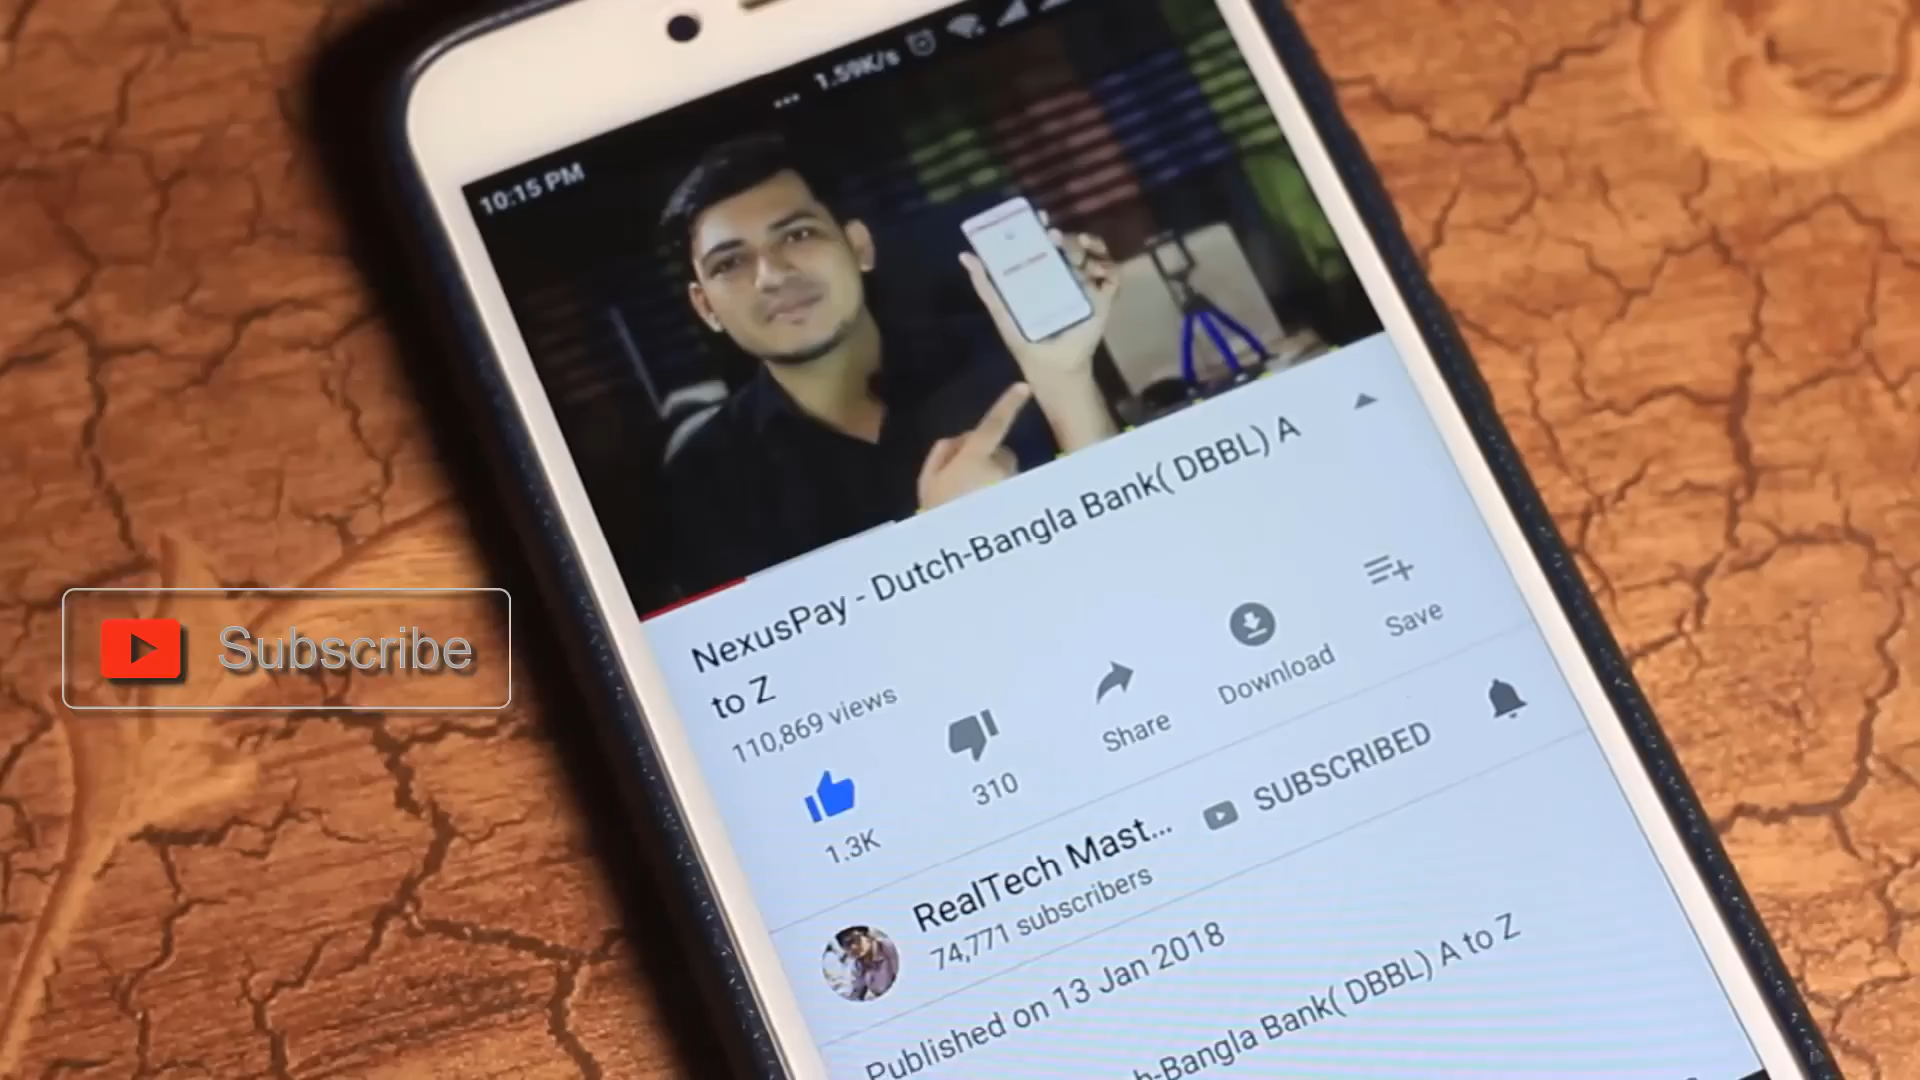 ... 1.59K/s
10:15 PM
NexusPay - Dutch-Bangla Bank( DBBL) A
to Z
110,869 views
1.3K
310
Share
Download
Save
RealTech Mast...
74,771 subscribers
SUBSCRIBED
Published on 13 Jan 2018
h-Bangla Bank( DBBL) A to Z
Subscribe